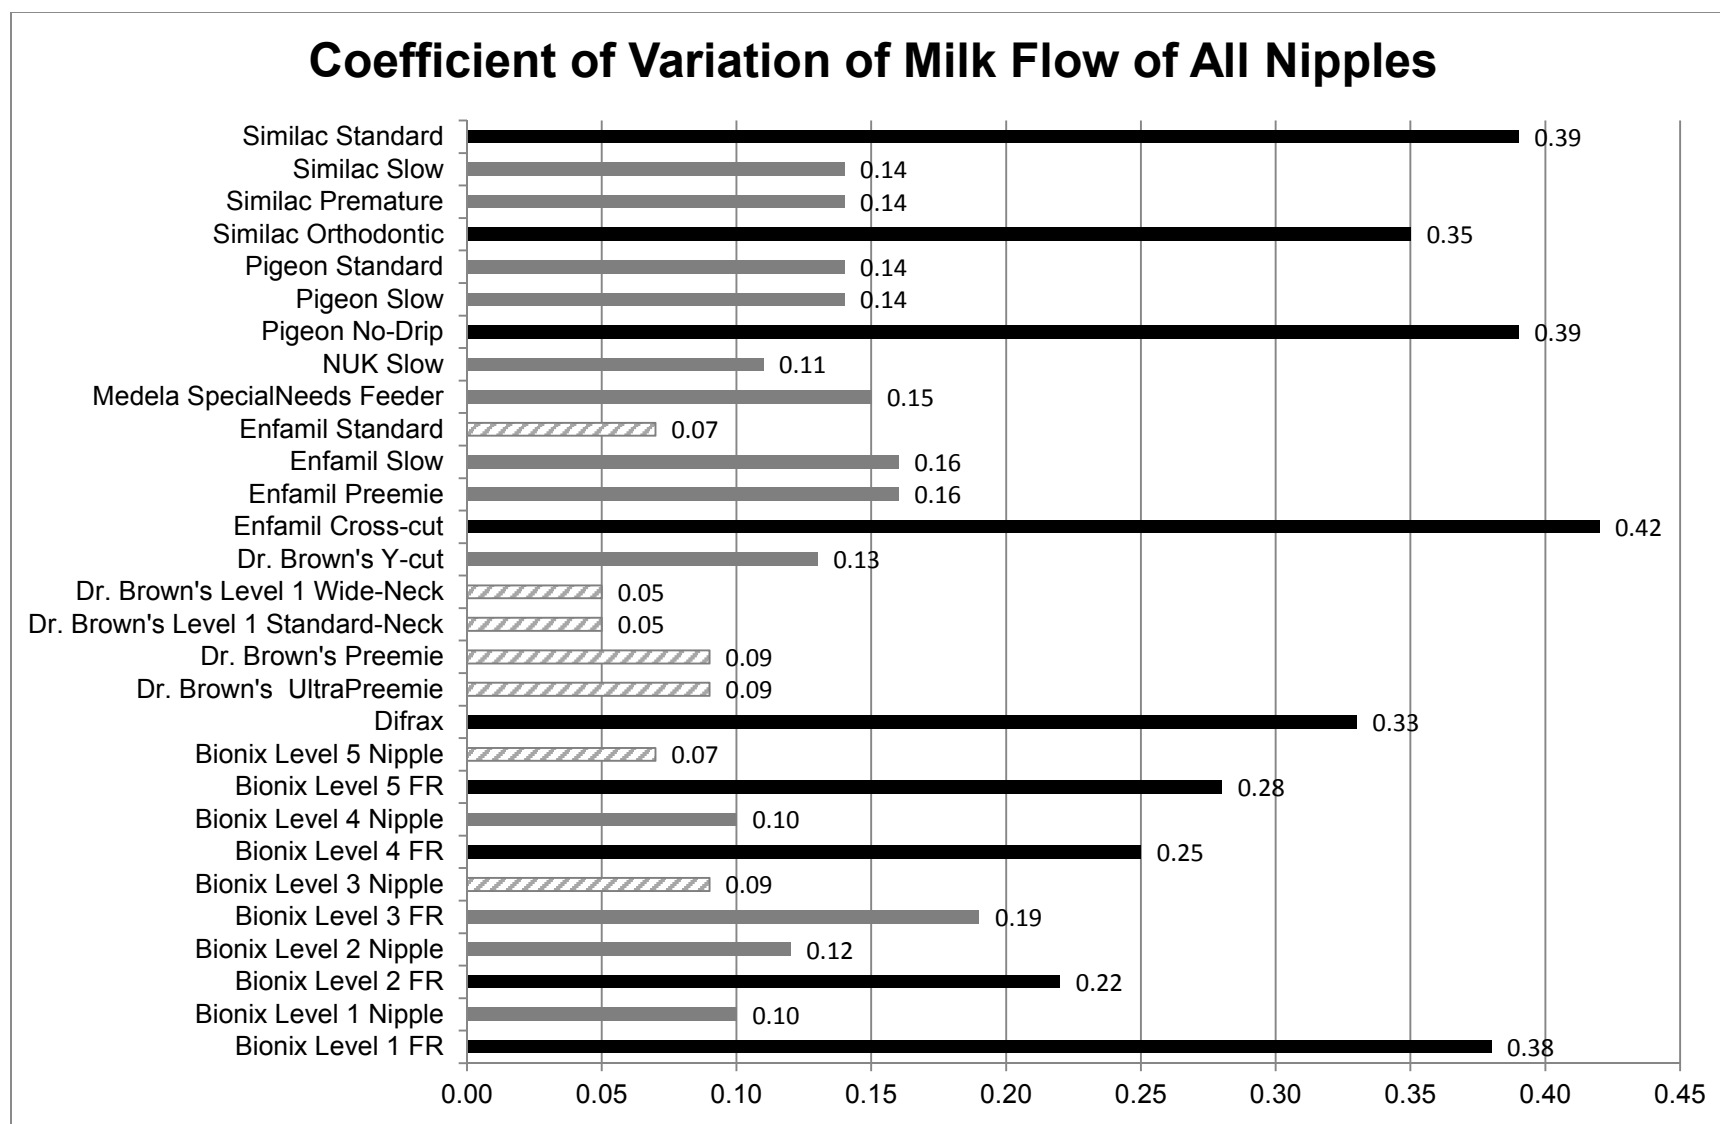 Coefficient of Variation of Milk Flow of All Nipples
Similac Standard 0.39
Similac Slow 0.14
Similac Premature 0.14
Similac Orthodontic 0.35
Pigeon Standard 0.14
Pigeon Slow 0.14
Pigeon No-Drip 0.39
NUK Slow 0.11
Medela SpecialNeeds Feeder 0.15
Enfamil Standard 0.07
Enfamil Slow 0.16
Enfamil Preemie 0.16
Enfamil Cross-cut 0.42
Dr. Brown's Y-cut 0.13
Dr. Brown's Level 1 Wide-Neck 0.05
Dr. Brown's Level 1 Standard-Neck 0.05
Dr. Brown's Preemie 0.09
Dr. Brown's  UltraPreemie 0.09
Difrax 0.33
Bionix Level 5 Nipple 0.07
Bionix Level 5 FR 0.28
Bionix Level 4 Nipple 0.10
Bionix Level 4 FR 0.25
Bionix Level 3 Nipple 0.09
Bionix Level 3 FR 0.19
Bionix Level 2 Nipple 0.12
Bionix Level 2 FR 0.22
Bionix Level 1 Nipple 0.10
Bionix Level 1 FR 0.38
0.00 0.05 0.10 0.15 0.20 0.25 0.30 0.35 0.40 0.45